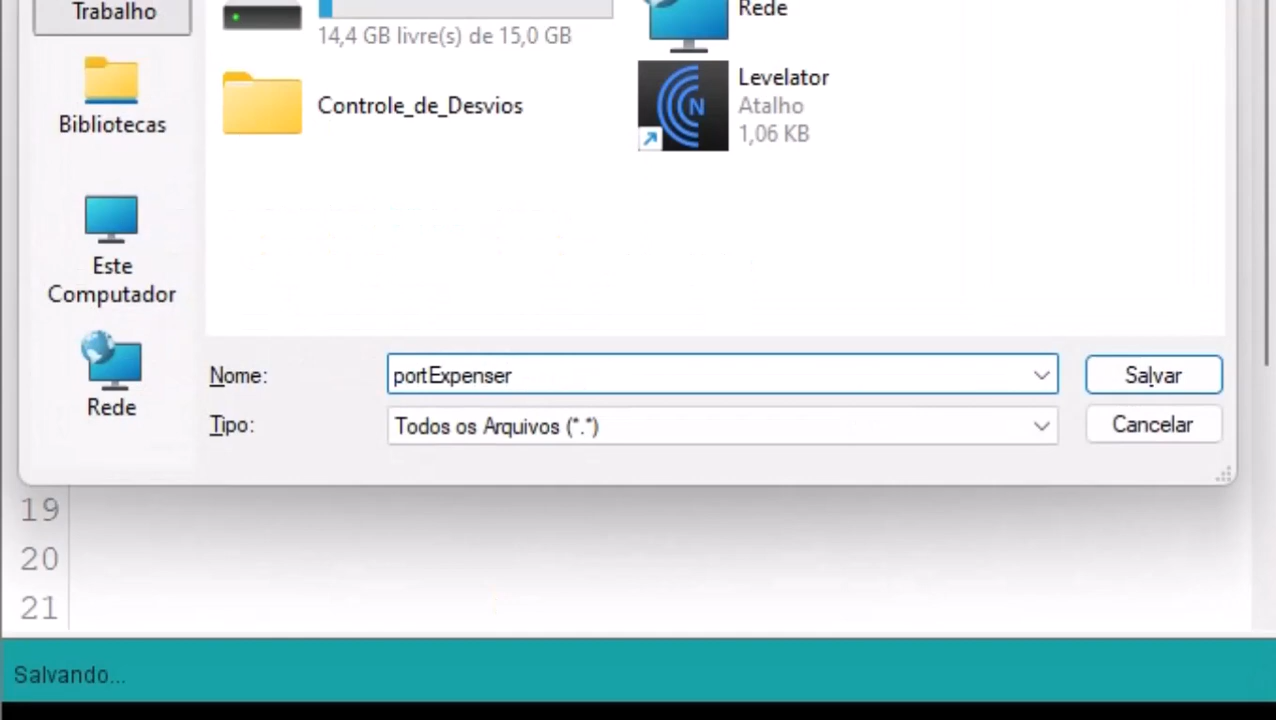 Trabalho
14,4 GB livre(s) de 15,0 GB
Rede
Bibliotecas
Controle_de_Desvios
Levelator
Atalho
1,06 KB
N
Este
Computador
Rede
Nome:
portExpenser
Salvar
Tipo:
Todos os Arquivos (*.*)
Cancelar
19
20
21
Salvando...